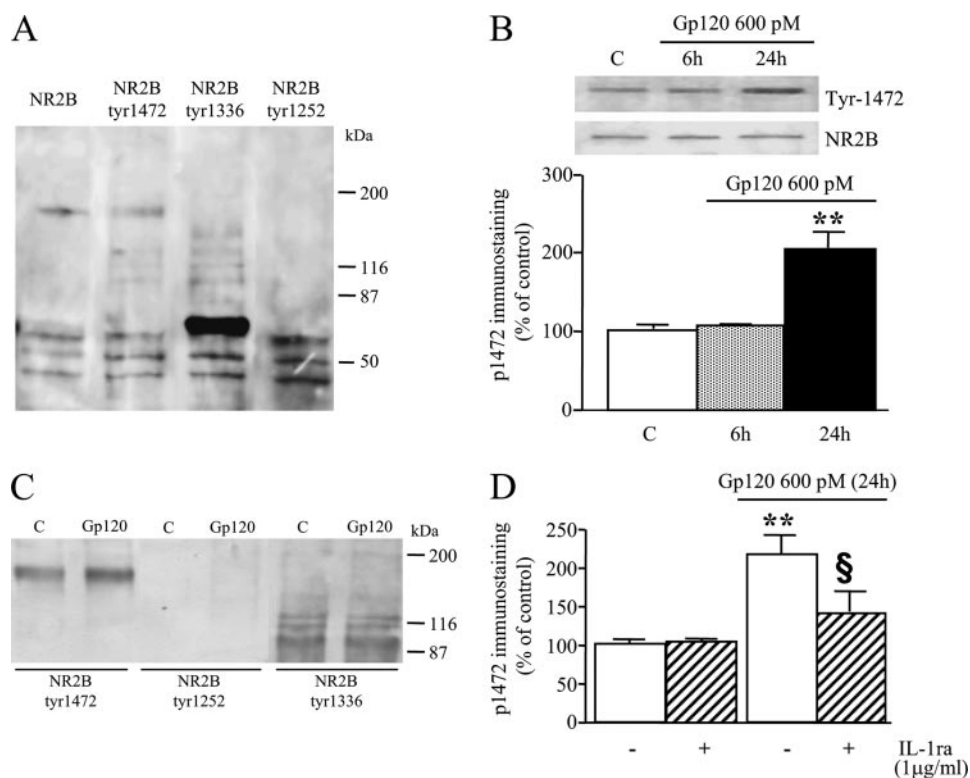 A
NR2B
NR2B tyr1472
NR2B tyr1336
NR2B tyr1252
kDa
200
116
87
50
B
Gp120 600 pM
C 6h 24h
Tyr-1472
NR2B
Gp120 600 pM
**
p1472 immunostaining
(% of control)
300
200
100
0
C 6h 24h
C
C Gp120 C Gp120 C Gp120 kDa
200
116
87
NR2B tyr1472
NR2B tyr1252
NR2B tyr1336
D
Gp120 600 pM (24h)
**
§
p1472 immunostaining
(% of control)
250
200
150
100
50
0
- + - + IL-1ra
(1µg/ml)